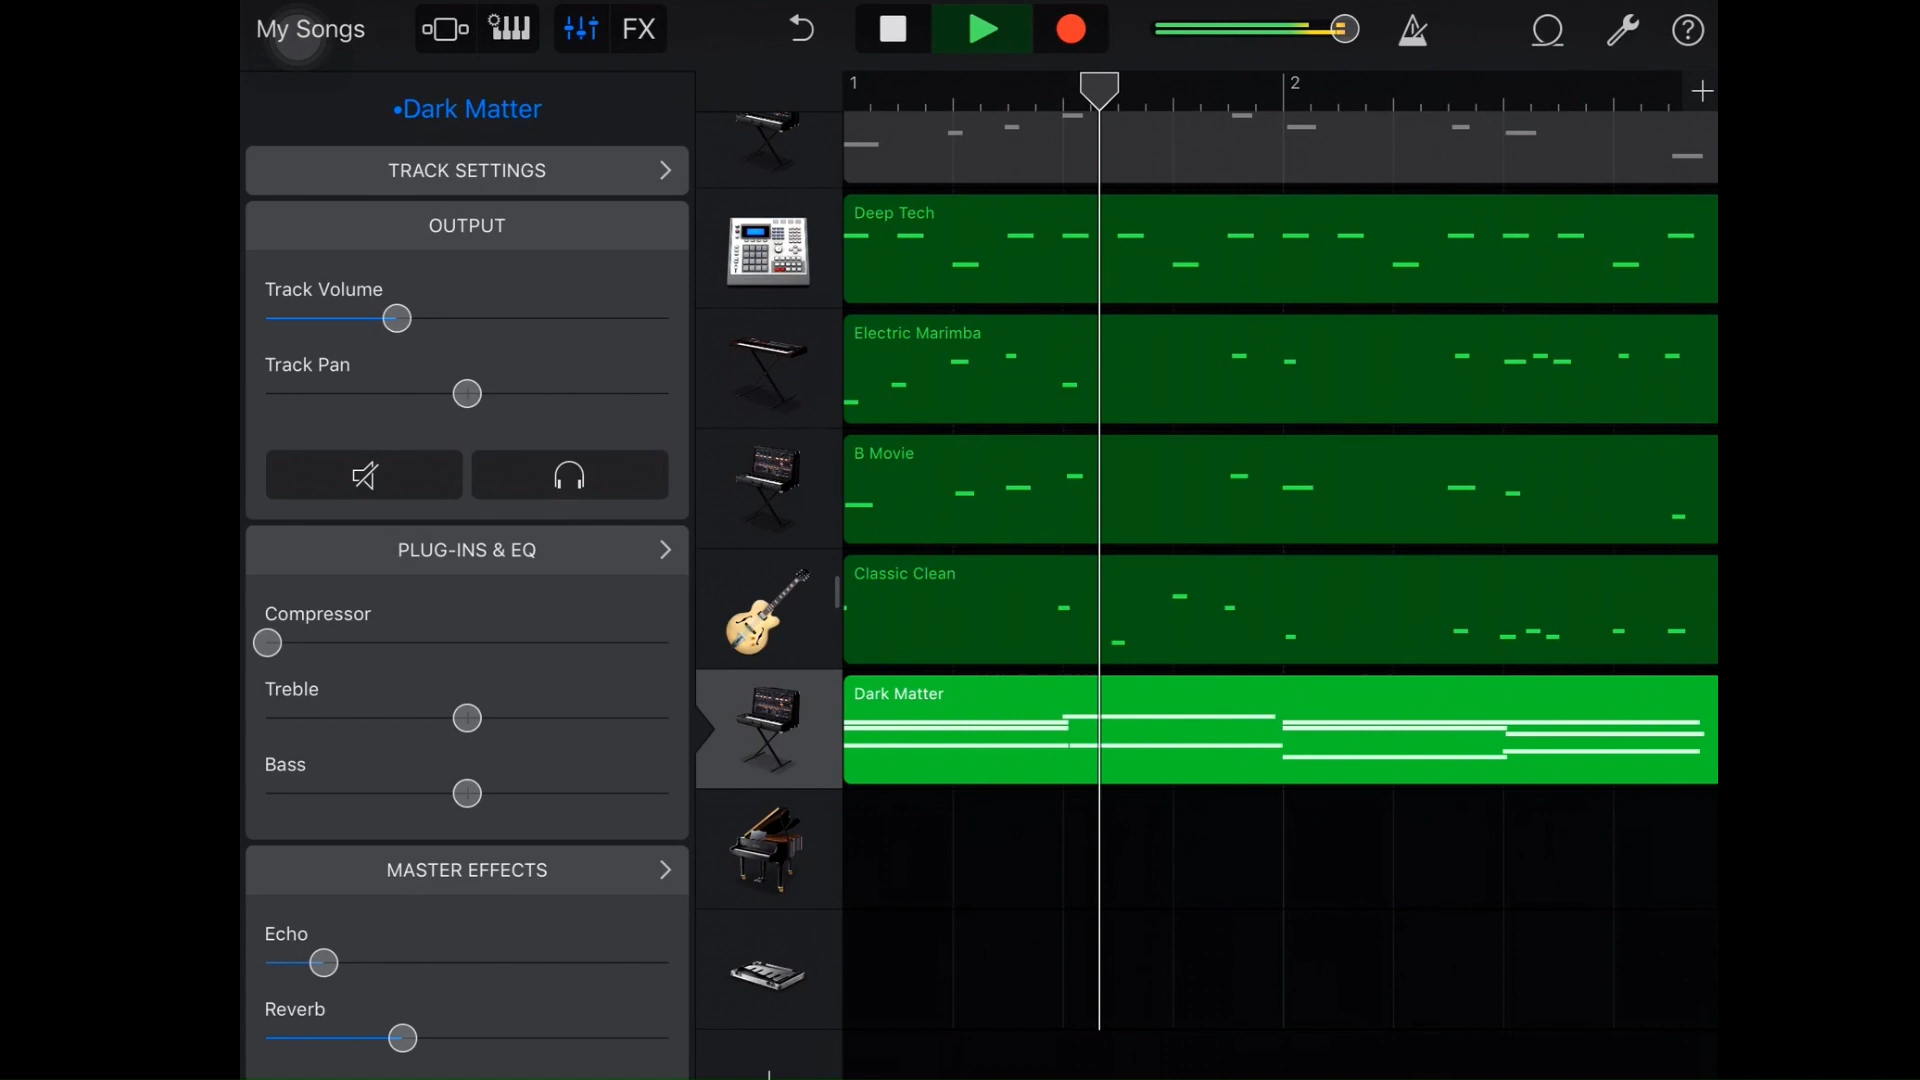 My Songs
FX
1
2
•Dark Matter
TRACK SETTINGS
OUTPUT
Track Volume
Track Pan
PLUG-INS & EQ
Compressor
Treble
Bass
MASTER EFFECTS
Echo
Reverb
Deep Tech
Electric Marimba
B Movie
Classic Clean
Dark Matter